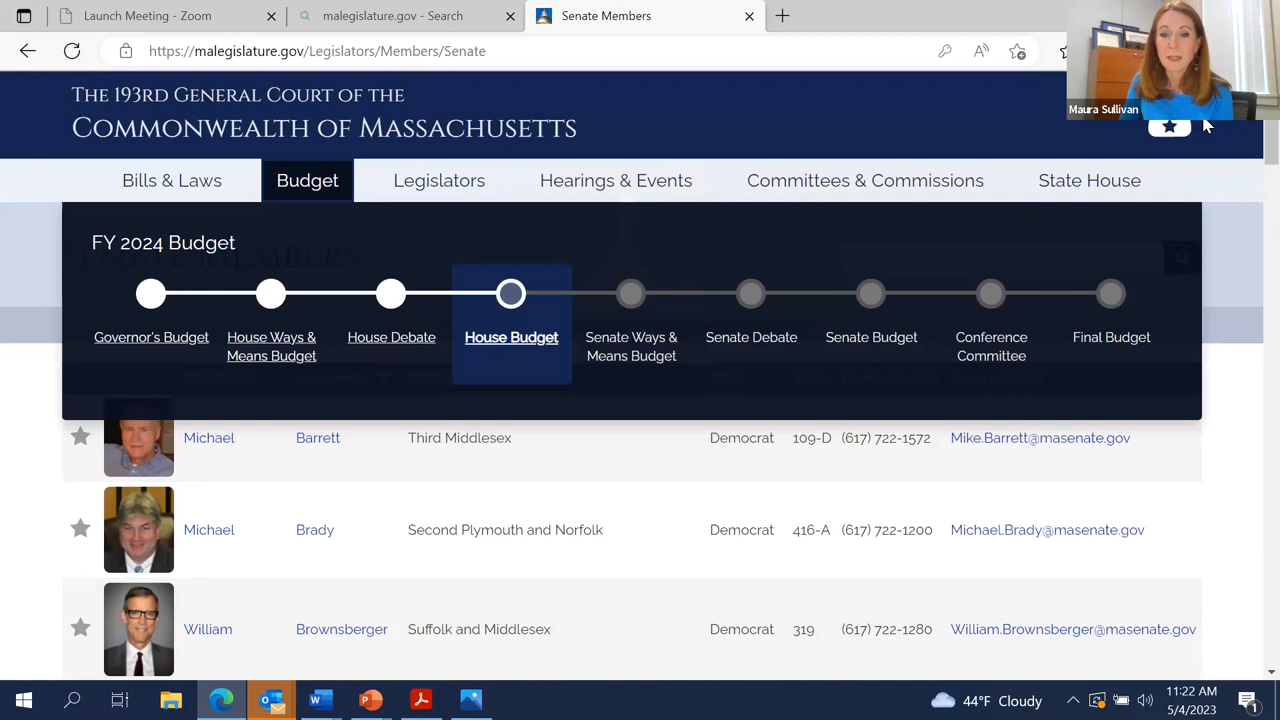 Launch Meeting - Zoom
malegislature.gov - Search
Senate Members
https://malegislature.gov/Legislators/Members/Senate
Maura Sullivan
The 193rd General Court of the
Commonwealth of Massachusetts
Bills & Laws
Budget
Legislators
Hearings & Events
Committees & Commissions
State House
FY 2024 Budget
Governor's Budget
House Ways &
Means Budget
House Debate
House Budget
Senate Ways &
Means Budget
Senate Debate
Senate Budget
Conference
Committee
Final Budget
Michael Barrett Third Middlesex Democrat 109-D (617) 722-1572 Mike.Barrett@masenate.gov
Michael Brady Second Plymouth and Norfolk Democrat 416-A (617) 722-1200 Michael.Brady@masenate.gov
William Brownsberger Suffolk and Middlesex Democrat 319 (617) 722-1280 William.Brownsberger@masenate.gov
44°F Cloudy
11:22 AM
5/4/2023
1